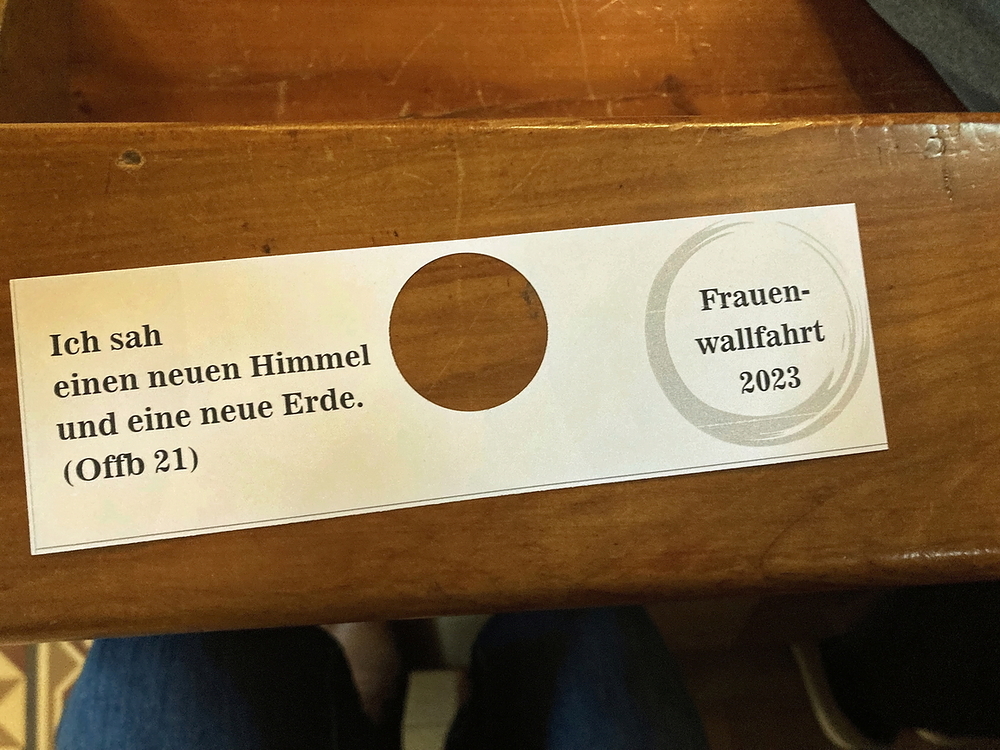 Ich sah
einen neuen Himmel
und eine neue Erde.
(Offb 21)
Frauen-
wallfahrt
2023